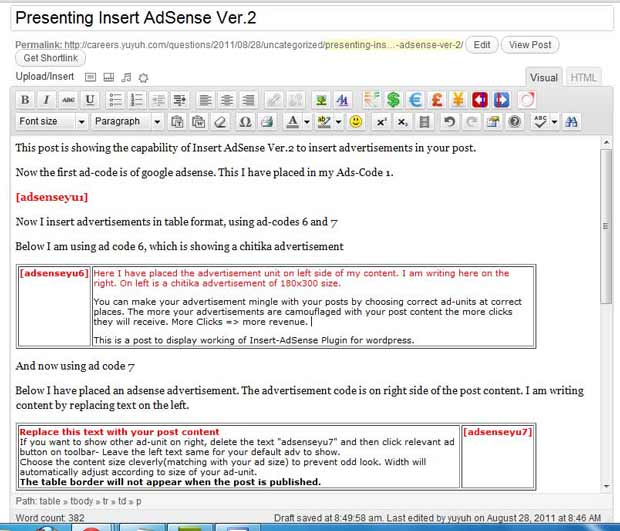 Presenting Insert AdSense Ver.2
Permalink: http://careers.yuyuh.com/questions/2011/08/28/uncategorized/presenting-ins…-adsense-ver-2/ Edit View Post
Get Shortlink
Upload/Insert Visual HTML
B I ABC U
Font size Paragraph T W Ω A ab ABC
This post is showing the capability of Insert AdSense Ver.2 to insert advertisements in your post.
Now the first ad-code is of google adsense. This I have placed in my Ads-Code 1.
[adsenseyu1]
Now I insert advertisements in table format, using ad-codes 6 and 7
Below I am using ad code 6, which is showing a chitika advertisement
[adsenseyu6] Here I have placed the advertisement unit on left side of my content. I am writing here on the
right. On left is a chitika advertisement of 180x300 size.
You can make your advertisement mingle with your posts by choosing correct ad-units at correct
places. The more your advertisements are camouflaged with your post content the more clicks
they will receive. More Clicks => more revenue.
This is a post to display working of Insert-AdSense Plugin for wordpress.
And now using ad code 7
Below I have placed an adsense advertisement. The advertisement code is on right side of the post content. I am writing
content by replacing text on the left.
Replace this text with your post content [adsenseyu7]
If you want to show other ad-unit on right, delete the text "adsenseyu7" and then click relevant ad
button on toolbar- Leave the left text same for your default adv to show.
Choose the content size cleverly(matching with your ad size) to prevent odd look. Width will
automatically adjust according to size of your ad-unit.
The table border will not appear when the post is published.
Path: table » tbody » tr » td » p
Word count: 382 Draft saved at 8:49:58 am. Last edited by yuyuh on August 28, 2011 at 8:46 AM